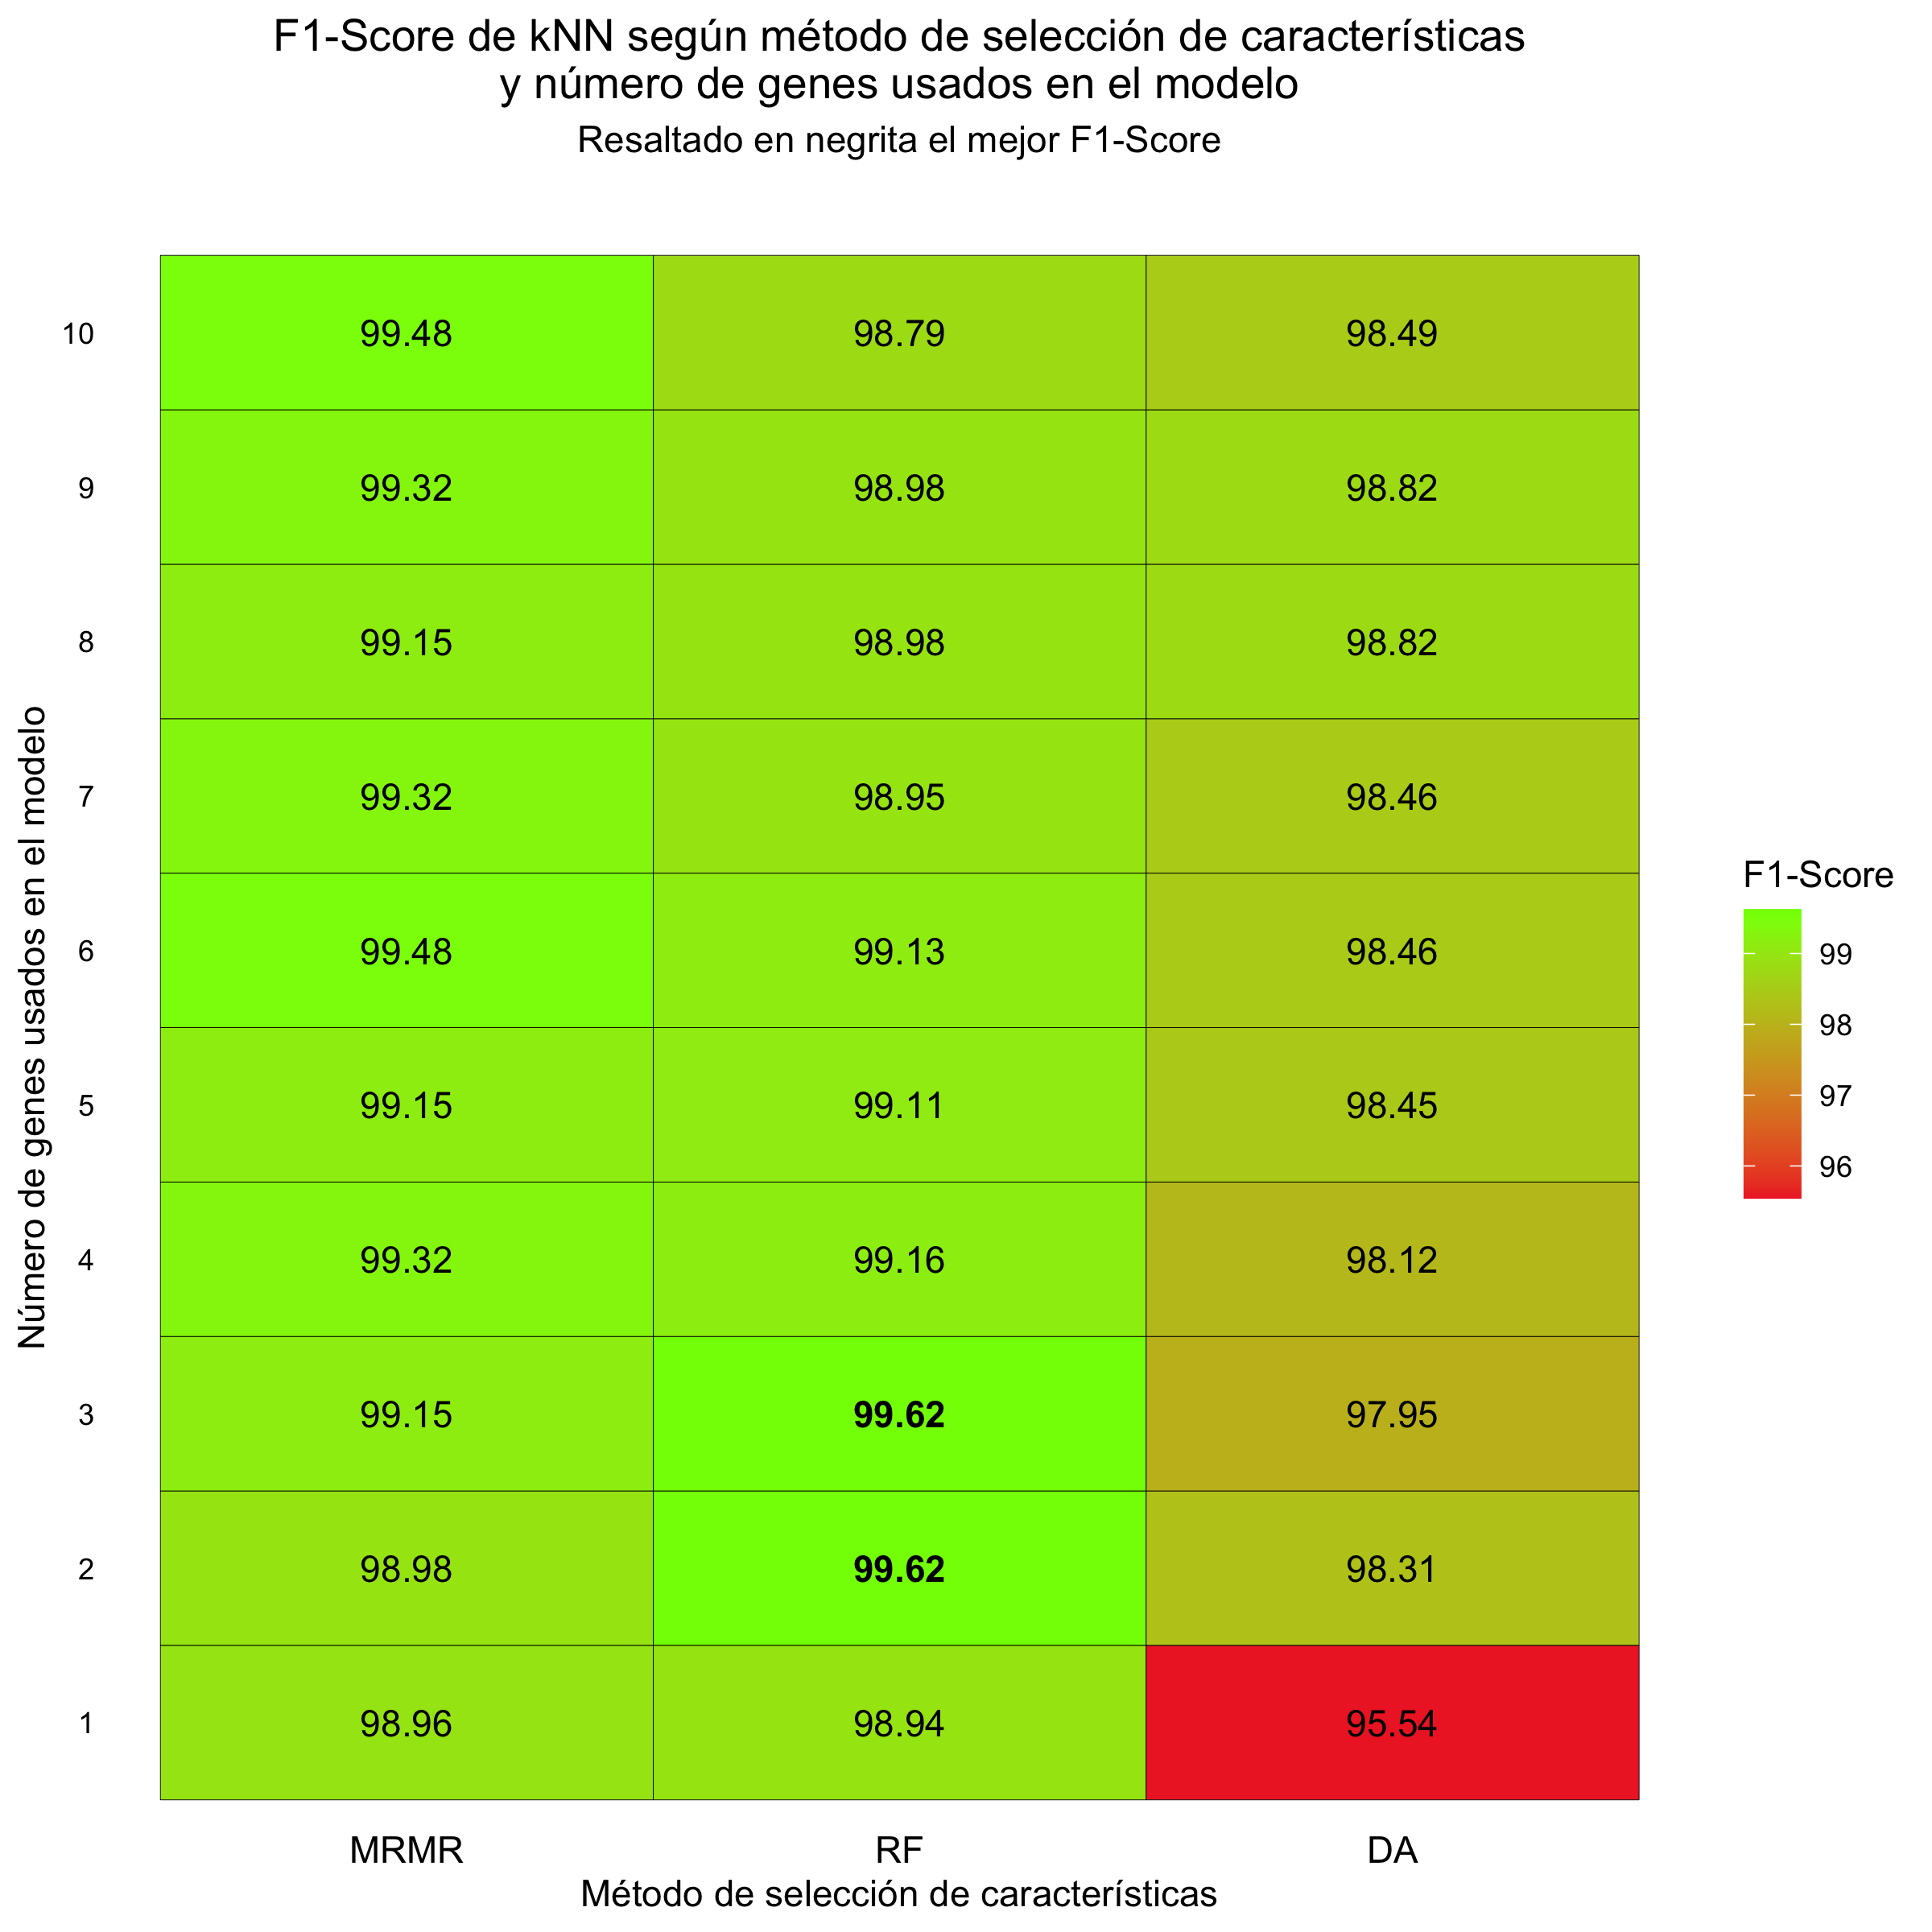 F1-Score de kNN según método de selección de características
y número de genes usados en el modelo
Resaltado en negrita el mejor F1-Score
Número de genes usados en el modelo
10 99.48 98.79 98.49
9 99.32 98.98 98.82
8 99.15 98.98 98.82
7 99.32 98.95 98.46
6 99.48 99.13 98.46
5 99.15 99.11 98.45
4 99.32 99.16 98.12
3 99.15 99.62 97.95
2 98.98 99.62 98.31
1 98.96 98.94 95.54
MRMR RF DA
Método de selección de características
F1-Score
99
98
97
96